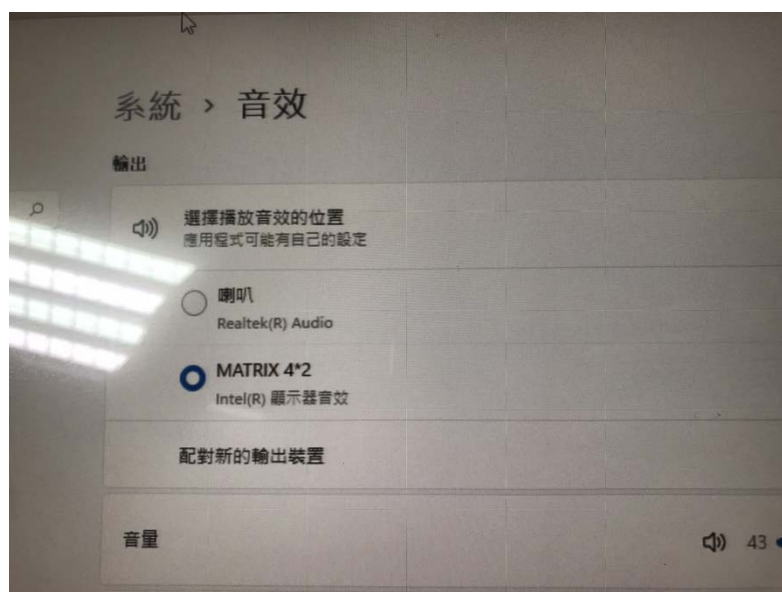 系統 > 音效
輸出
選擇播放音效的位置
應用程式可能有自己的設定
喇叭
Realtek(R) Audio
MATRIX 4*2
Intel(R) 顯示器音效
配對新的輸出裝置
音量
43